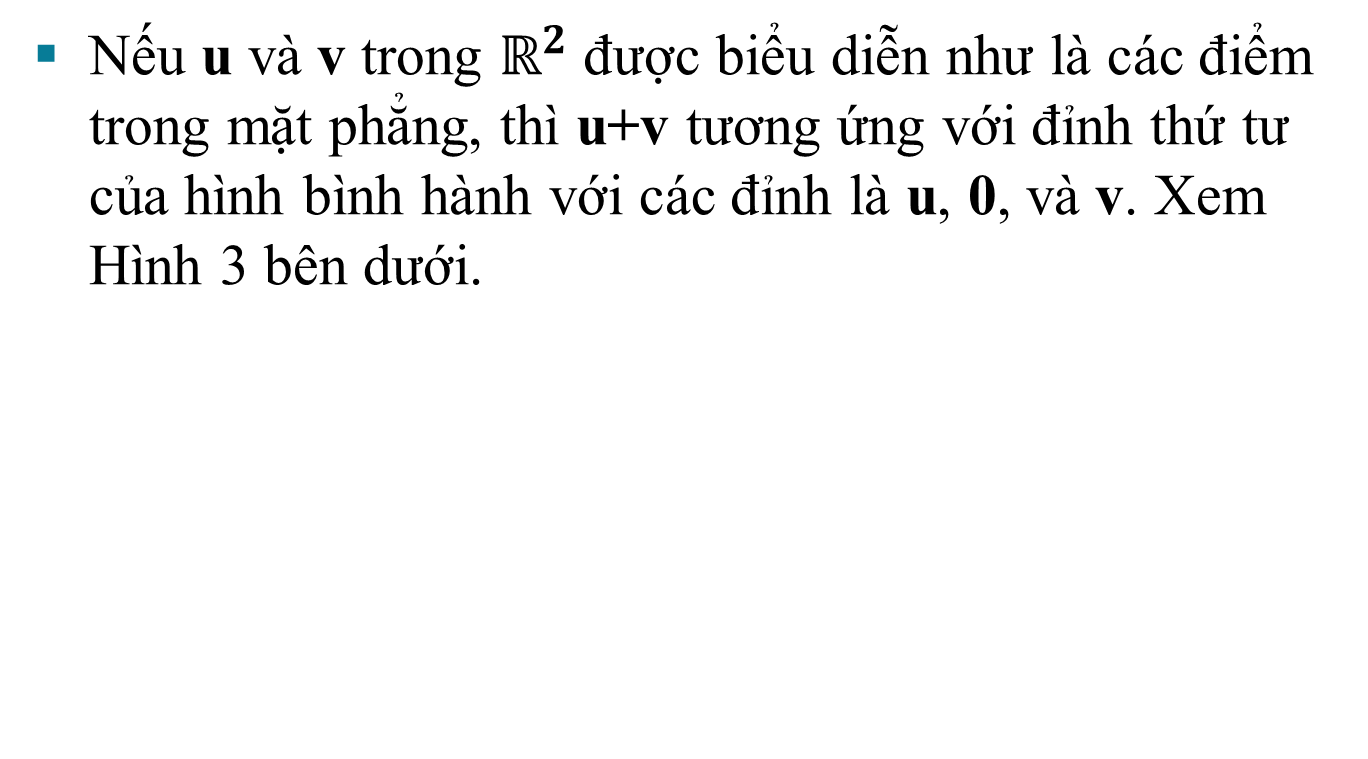 ▪ Nếu u và v trong ℝ² được biểu diễn như là các điểm
trong mặt phẳng, thì u+v tương ứng với đỉnh thứ tư
của hình bình hành với các đỉnh là u, 0, và v. Xem
Hình 3 bên dưới.